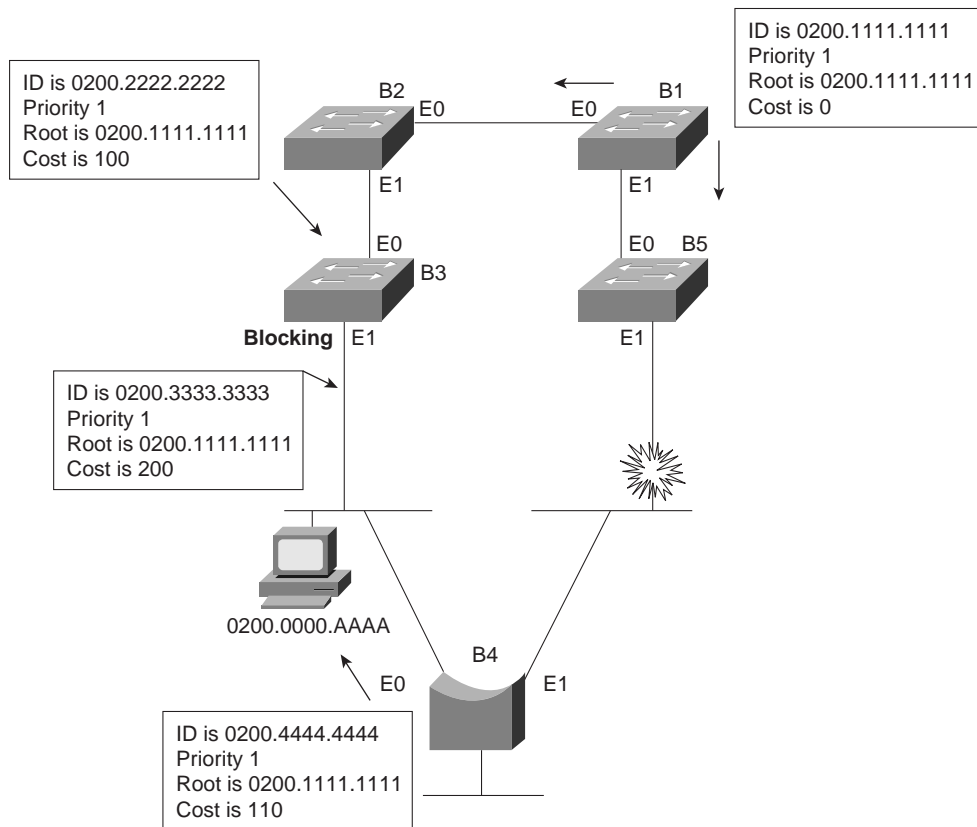 ID is 0200.1111.1111
Priority 1
Root is 0200.1111.1111
Cost is 0
ID is 0200.2222.2222
Priority 1
Root is 0200.1111.1111
Cost is 100
B2
E0
E0
B1
E1
E1
E0
B3
E0
B5
Blocking
E1
E1
ID is 0200.3333.3333
Priority 1
Root is 0200.1111.1111
Cost is 200
0200.0000.AAAA
B4
E0
E1
ID is 0200.4444.4444
Priority 1
Root is 0200.1111.1111
Cost is 110